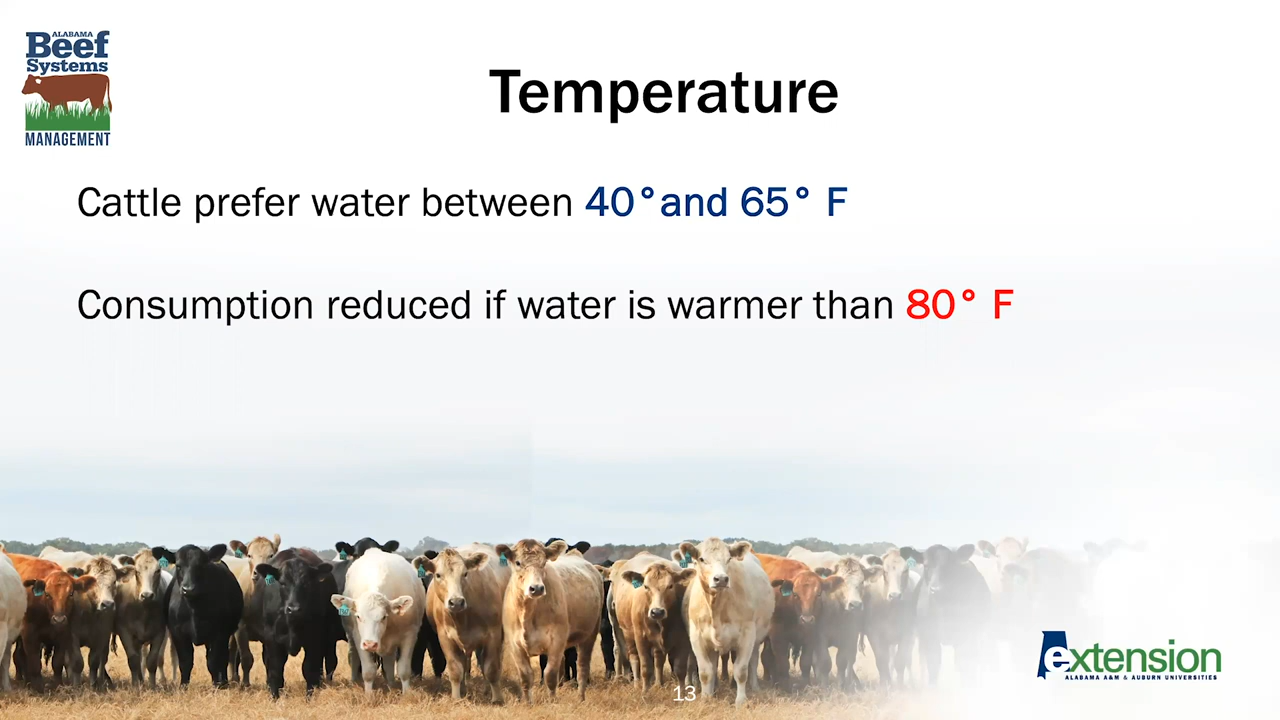 ALABAMA
Beef
Systems
MANAGEMENT
Temperature
Cattle prefer water between 40°and 65° F
Consumption reduced if water is warmer than 80° F
13
extension
ALABAMA A&M & AUBURN UNIVERSITIES